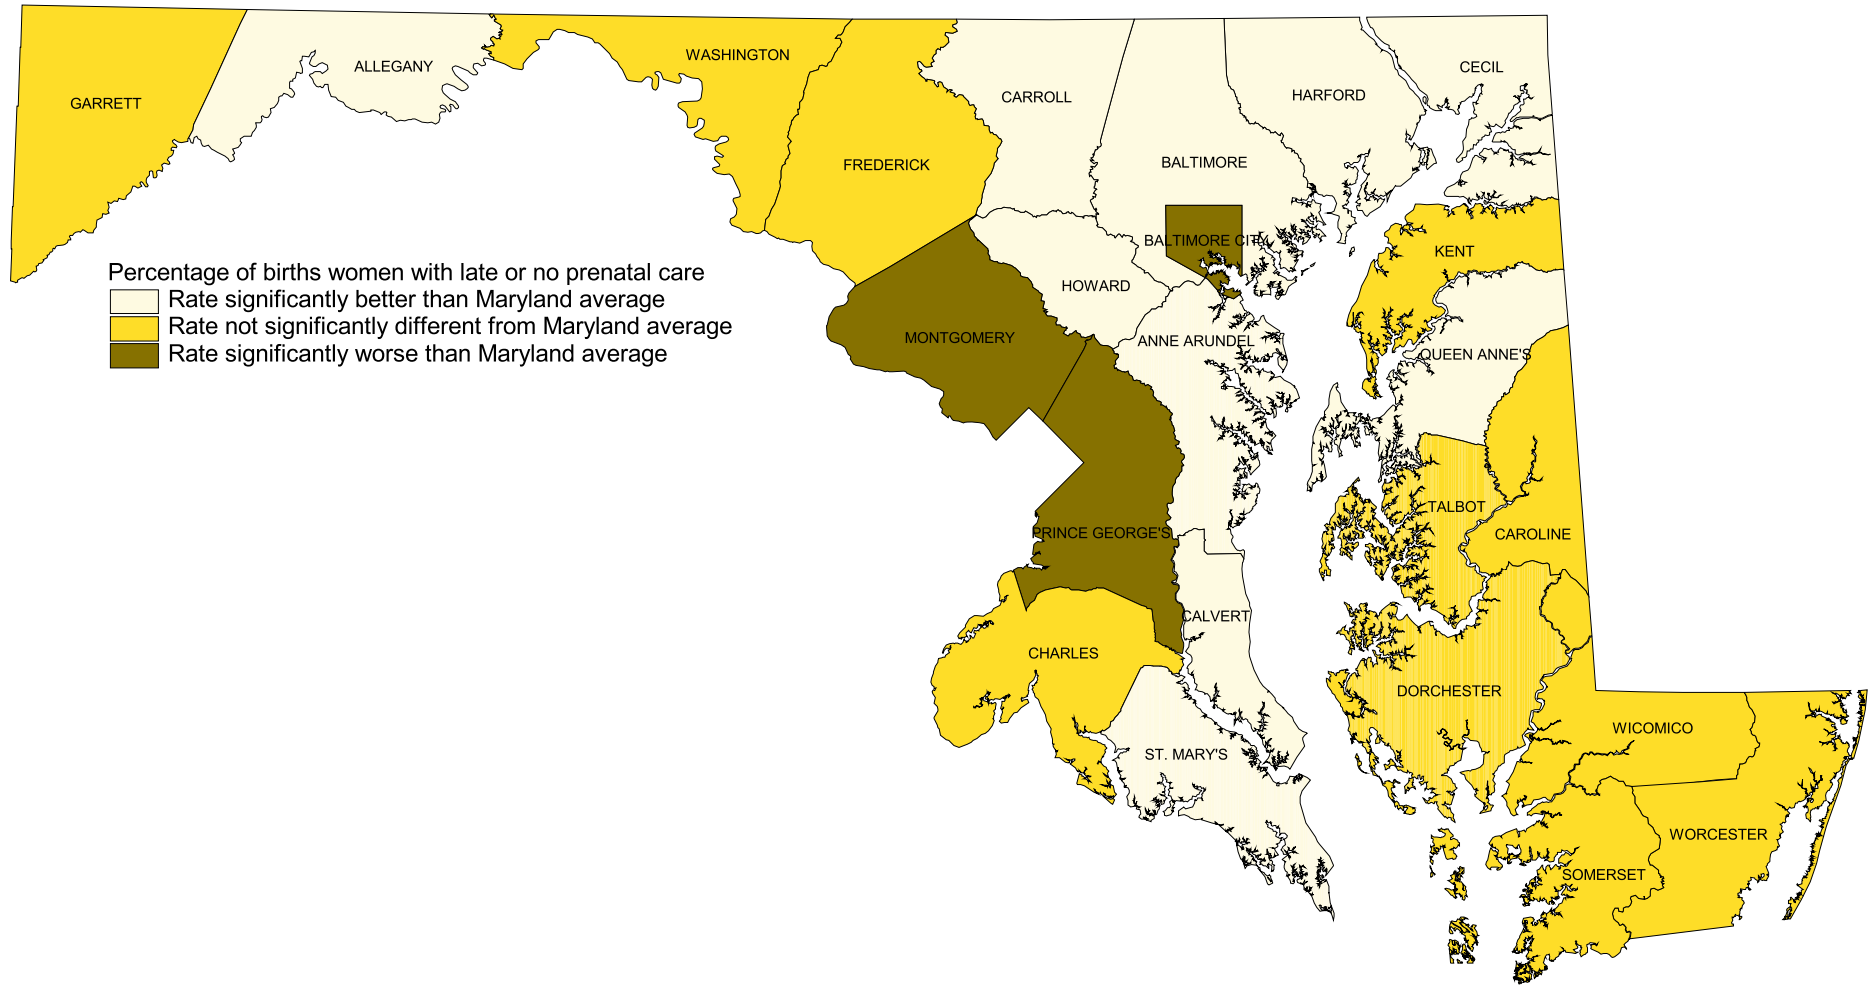 WASHINGTON
ALLEGANY
CECIL
GARRETT
CARROLL
HARFORD
FREDERICK
BALTIMORE
BALTIMORE CITY
KENT
Percentage of births women with late or no prenatal care
Rate significantly better than Maryland average
Rate not significantly different from Maryland average
Rate significantly worse than Maryland average
HOWARD
MONTGOMERY
ANNE ARUNDEL
QUEEN ANNE'S
TALBOT
PRINCE GEORGE'S
CAROLINE
CALVERT
CHARLES
DORCHESTER
WICOMICO
ST. MARY'S
WORCESTER
SOMERSET